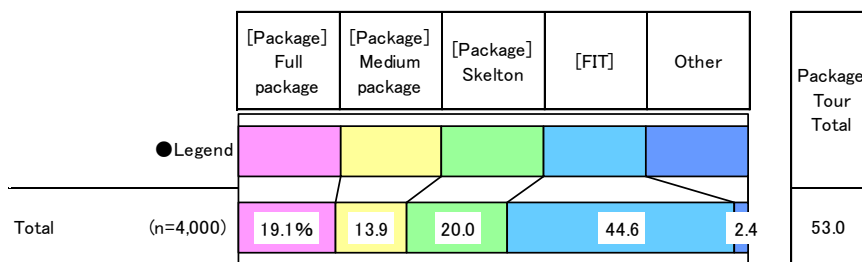 [Package]
Full
package
[Package]
Medium
package
[Package]
Skelton
[FIT]
Other
Package
Tour
Total
●Legend
Total (n=4,000) 19.1% 13.9 20.0 44.6 2.4 53.0